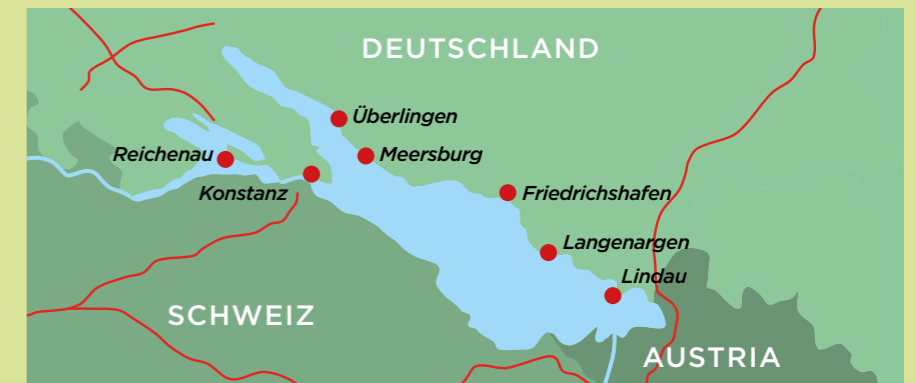 DEUTSCHLAND
Überlingen
Reichenau
Meersburg
Konstanz
Friedrichshafen
Langenargen
Lindau
SCHWEIZ
AUSTRIA